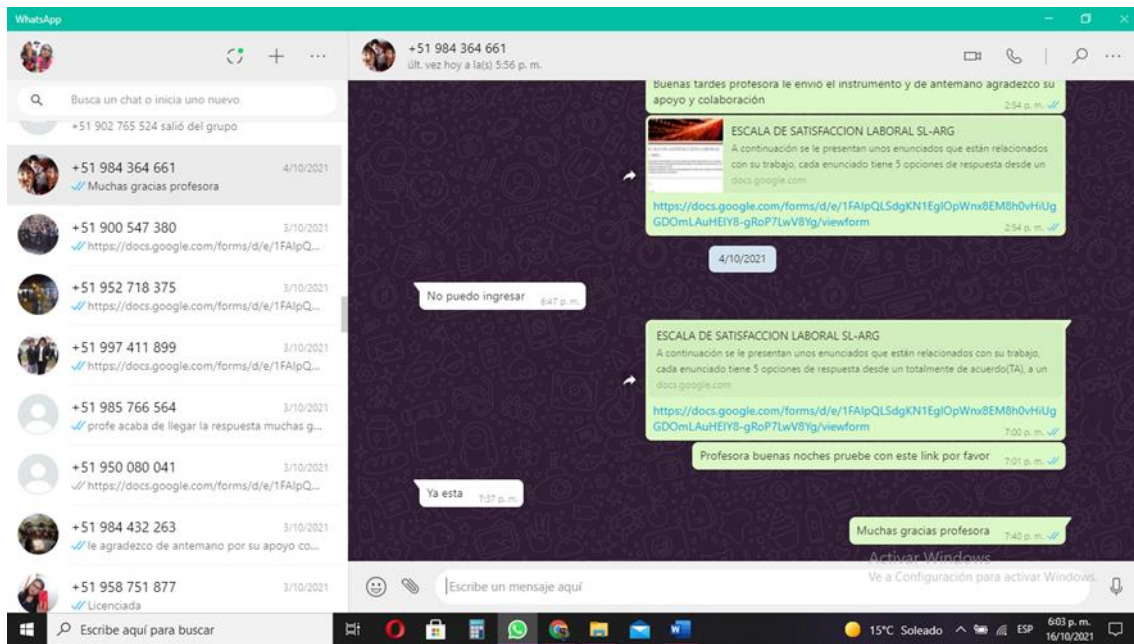 WhatsApp
Busca un chat o inicia uno nuevo
+51 902 765 524 salió del grupo
+51 984 364 661
4/10/2021
Muchas gracias profesora
+51 900 547 380
3/10/2021
https://docs.google.com/forms/d/e/1FAIpQ...
+51 952 718 375
3/10/2021
https://docs.google.com/forms/d/e/1FAIpQ...
+51 997 411 899
3/10/2021
https://docs.google.com/forms/d/e/1FAIpQ...
+51 985 766 564
3/10/2021
profe acaba de llegar la respuesta muchas g...
+51 950 080 041
3/10/2021
https://docs.google.com/forms/d/e/1FAIpQ...
+51 984 432 263
3/10/2021
le agradezco de antemano por su apoyo co...
+51 958 751 877
3/10/2021
Licenciada
+51 984 364 661
últ. vez hoy a la(s) 5:56 p. m.
Buenas tardes profesora le envio el instrumento y de antemano agradezco su
apoyo y colaboración
2:54 p. m.
ESCALA DE SATISFACCION LABORAL SL-ARG
A continuación se le presentan unos enunciados que están relacionados
con su trabajo, cada enunciado tiene 5 opciones de respuesta desde un
docs.google.com
https://docs.google.com/forms/d/e/1FAIpQLSdgKN1EgIOpWnx8EM8h0vHiUg
GDOmLAuHEIY8-gRoP7LwV8Yg/viewform
2:54 p. m.
4/10/2021
No puedo ingresar
6:47 p. m.
ESCALA DE SATISFACCION LABORAL SL-ARG
A continuación se le presentan unos enunciados que están relacionados con su trabajo,
cada enunciado tiene 5 opciones de respuesta desde un totalmente de acuerdo(TA), a un
docs.google.com
https://docs.google.com/forms/d/e/1FAIpQLSdgKN1EgIOpWnx8EM8h0vHiUg
GDOmLAuHEIY8-gRoP7LwV8Yg/viewform
7:00 p. m.
Profesora buenas noches pruebe con este link por favor
7:01 p. m.
Ya esta
7:37 p. m.
Muchas gracias profesora
7:40 p. m.
Activar Windows
Ve a Configuración para activar Windows.
Escribe un mensaje aquí
Escribe aquí para buscar
15°C Soleado
ESP
6:03 p. m.
16/10/2021